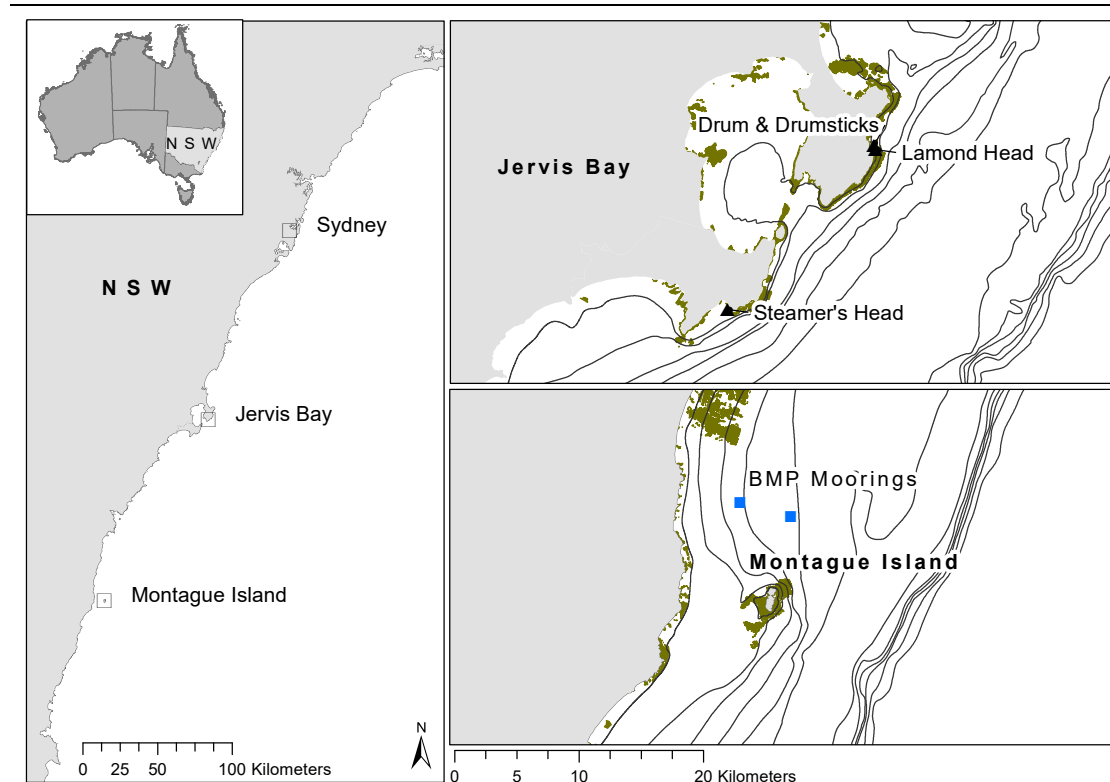 N S W
Sydney
N S W
Jervis Bay
Montague Island
N
0 25 50 100 Kilometers
Drum & Drumsticks
Lamond Head
Jervis Bay
Steamer's Head
BMP Moorings
Montague Island
0 5 10 20 Kilometers